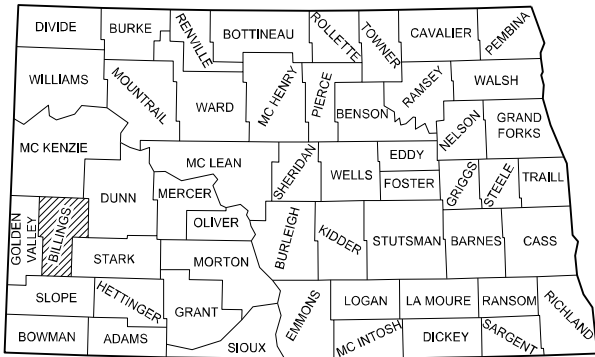 DIVIDE
BURKE
RENVILLE
BOTTINEAU
ROLLETTE
TOWNER
CAVALIER
PEMBINA
WILLIAMS
MOUNTRAIL
WARD
MC HENRY
PIERCE
BENSON
RAMSEY
WALSH
NELSON
GRAND
FORKS
MC KENZIE
MC LEAN
SHERIDAN
WELLS
EDDY
FOSTER
GRIGGS
STEELE
TRAILL
DUNN
MERCER
OLIVER
GOLDEN
VALLEY
BILLINGS
STARK
MORTON
BURLEIGH
KIDDER
STUTSMAN
BARNES
CASS
SLOPE
HETTINGER
GRANT
EMMONS
LOGAN
LA MOURE
RANSOM
RICHLAND
BOWMAN
ADAMS
SIOUX
MC INTOSH
DICKEY
SARGENT